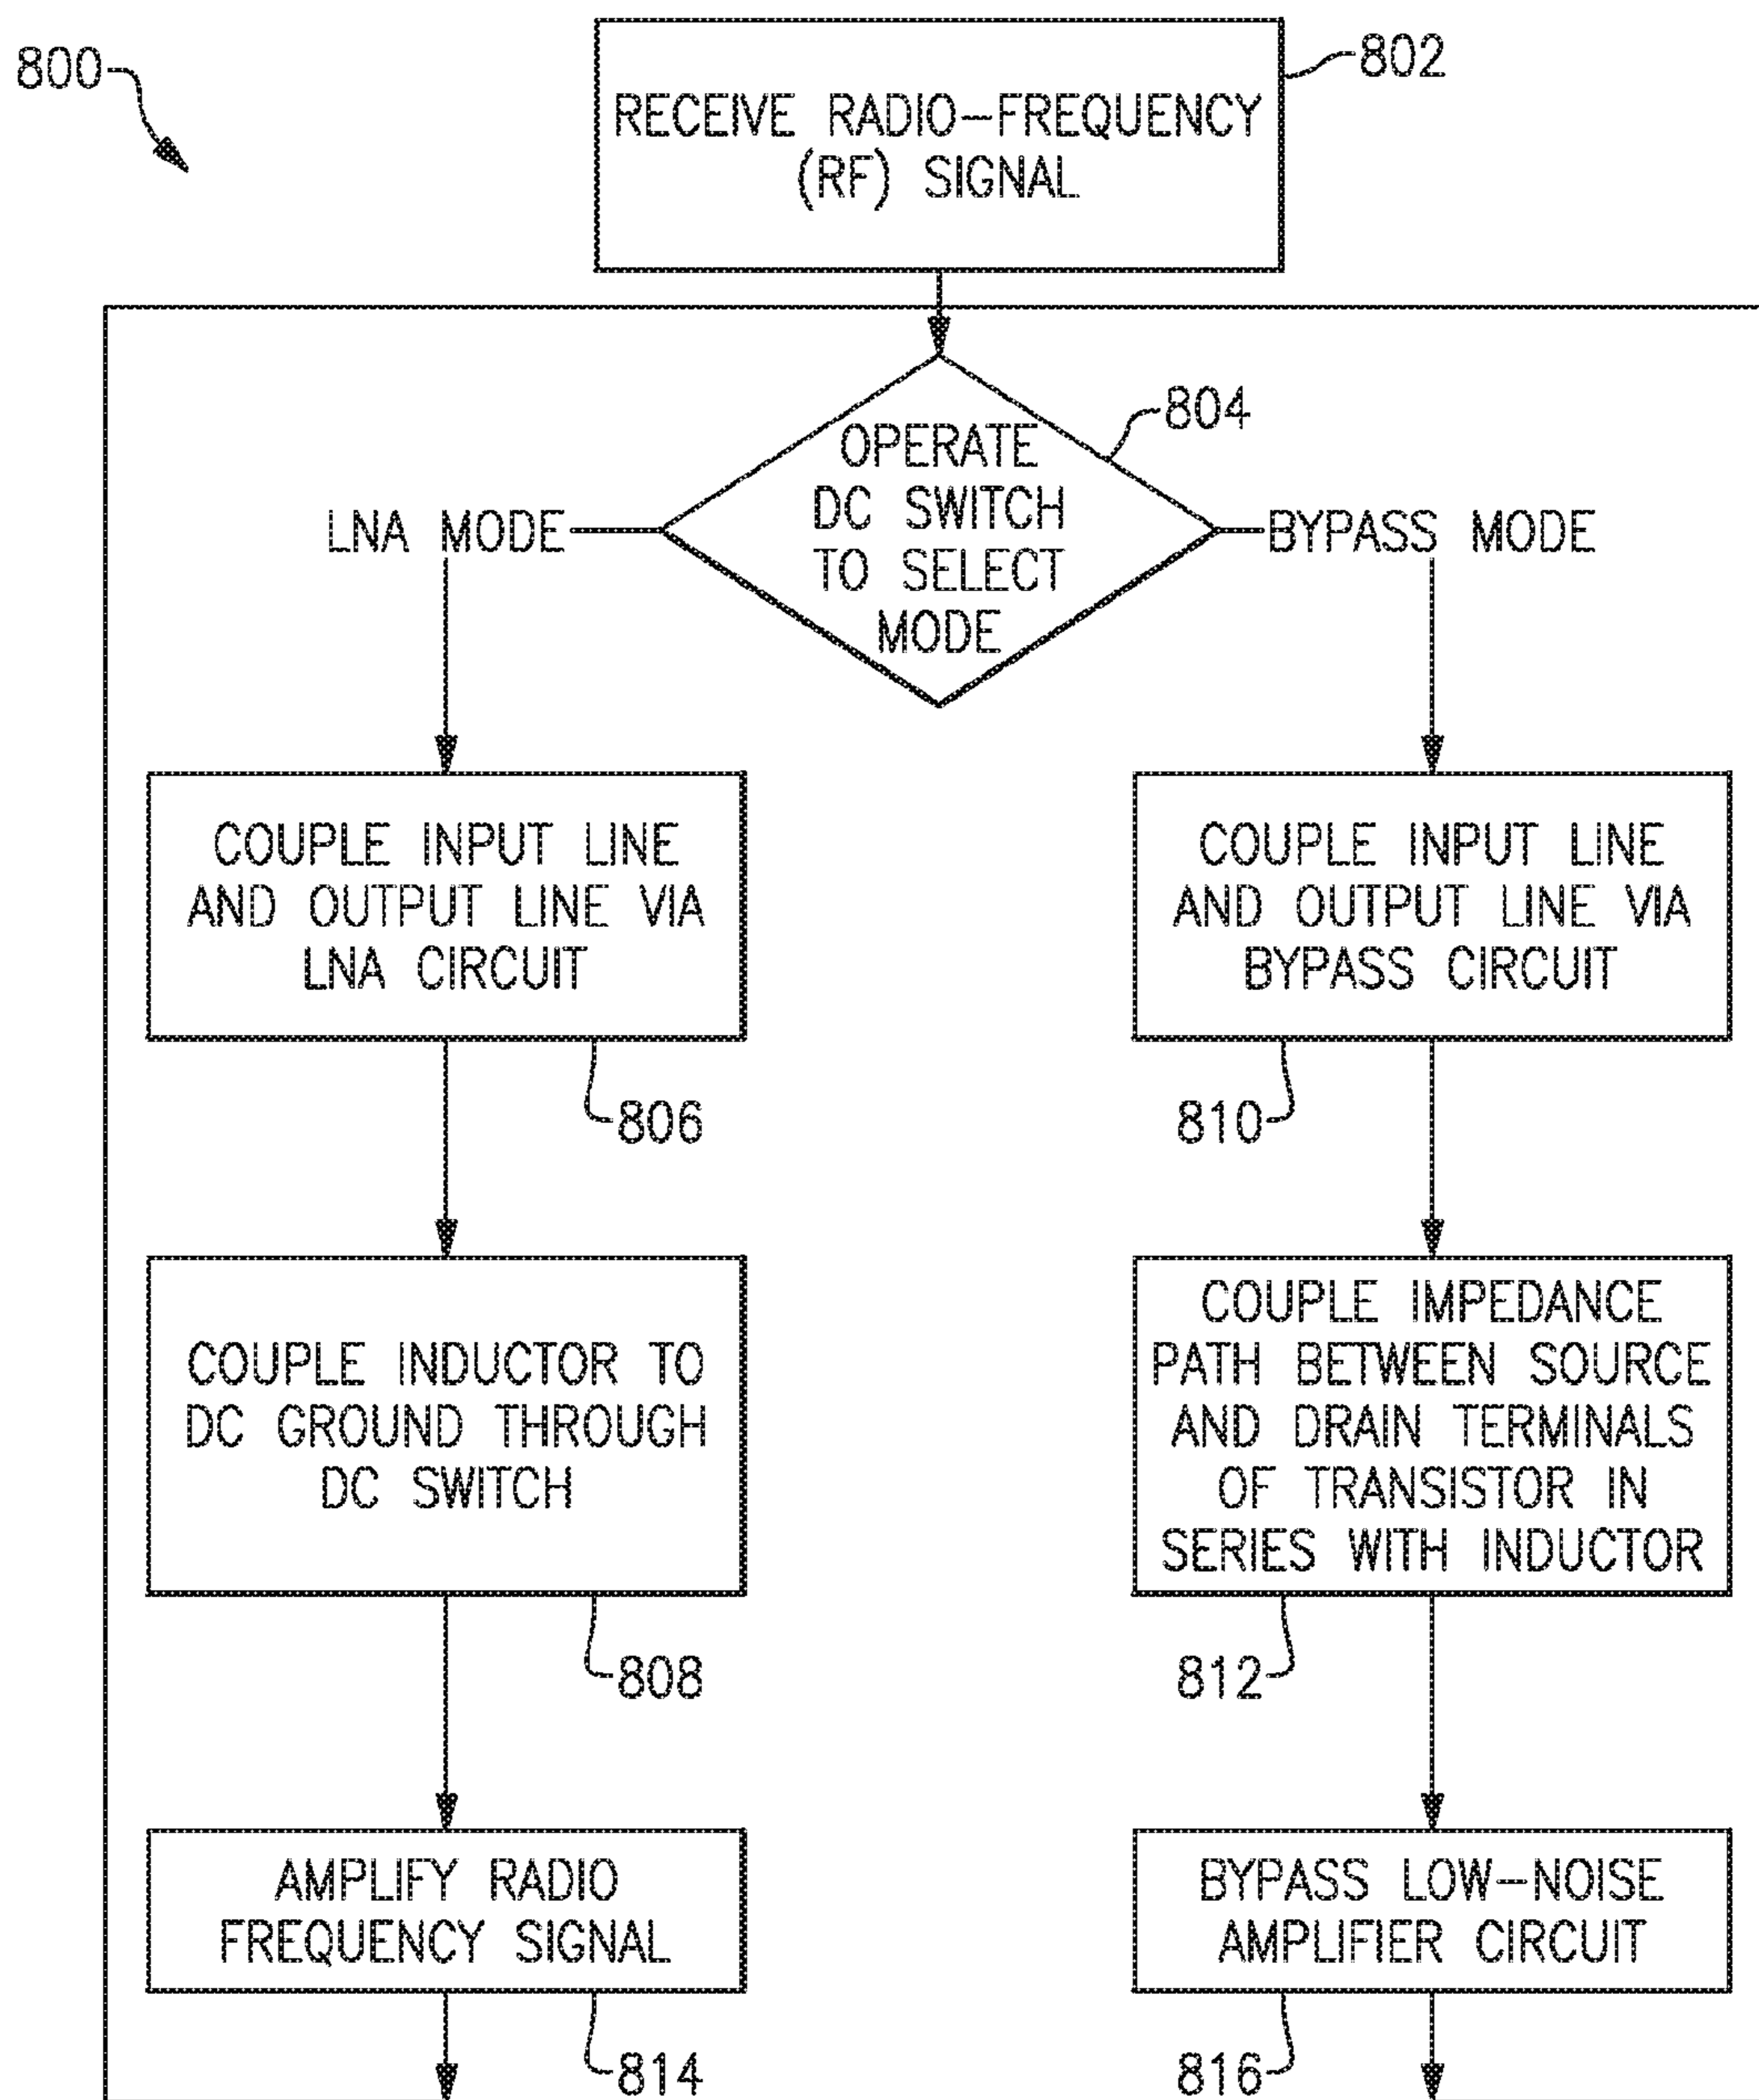 800
802
RECEIVE RADIO-FREQUENCY
(RF) SIGNAL
804
OPERATE
DC SWITCH
TO SELECT
MODE
LNA MODE
BYPASS MODE
COUPLE INPUT LINE
AND OUTPUT LINE VIA
LNA CIRCUIT
806
COUPLE INPUT LINE
AND OUTPUT LINE VIA
BYPASS CIRCUIT
810
COUPLE INDUCTOR TO
DC GROUND THROUGH
DC SWITCH
808
COUPLE IMPEDANCE
PATH BETWEEN SOURCE
AND DRAIN TERMINALS
OF TRANSISTOR IN
SERIES WITH INDUCTOR
812
AMPLIFY RADIO
FREQUENCY SIGNAL
814
BYPASS LOW-NOISE
AMPLIFIER CIRCUIT
816